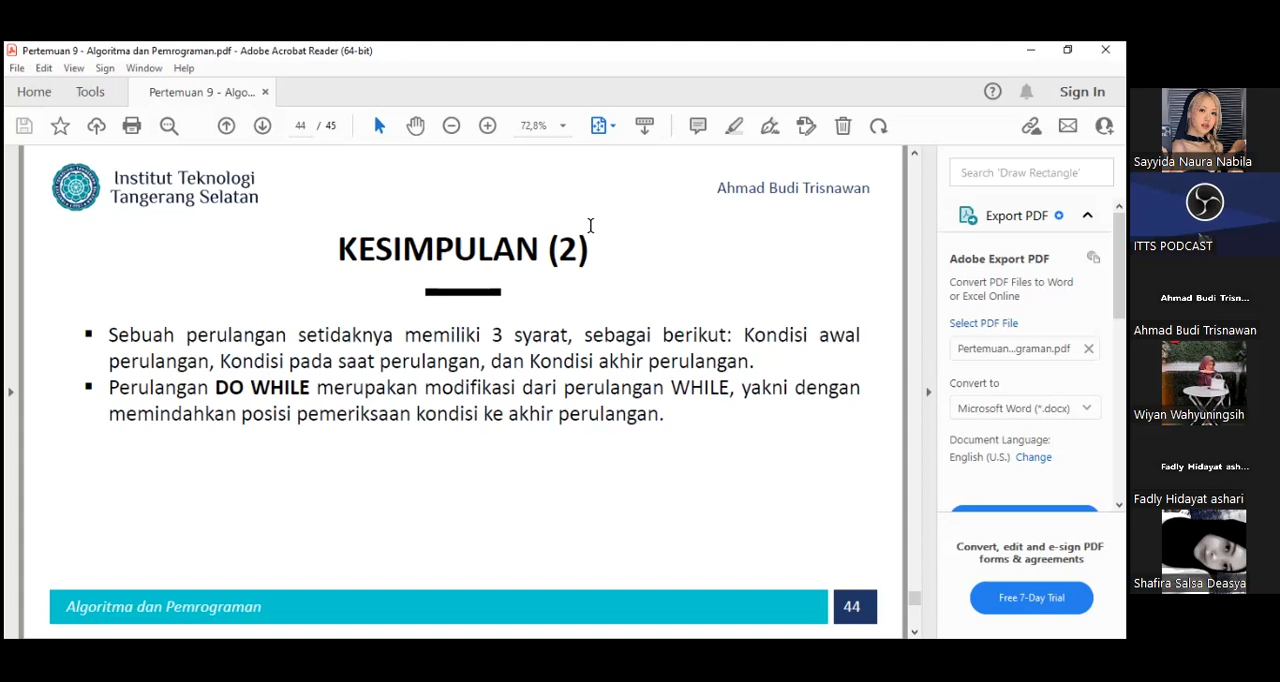 Pertemuan 9 - Algoritma dan Pemrograman.pdf - Adobe Acrobat Reader (64-bit)
File Edit View Sign Window Help
Home Tools Pertemuan 9 - Algo... × Sign In
44 / 45 72,8%
Institut Teknologi
Tangerang Selatan
Ahmad Budi Trisnawan
KESIMPULAN (2)
▪ Sebuah perulangan setidaknya memiliki 3 syarat, sebagai berikut: Kondisi awal
perulangan, Kondisi pada saat perulangan, dan Kondisi akhir perulangan.
▪ Perulangan DO WHILE merupakan modifikasi dari perulangan WHILE, yakni dengan
memindahkan posisi pemeriksaan kondisi ke akhir perulangan.
Algoritma dan Pemrograman 44
Search 'Draw Rectangle'
Export PDF
Adobe Export PDF
Convert PDF Files to Word
or Excel Online
Select PDF File
Pertemuan...graman.pdf
Convert to
Microsoft Word (*.docx)
Document Language:
English (U.S.) Change
Convert, edit and e-sign PDF
forms & agreements
Free 7-Day Trial
Sayyida Naura Nabila
ITTS PODCAST
Ahmad Budi Trisn...
Ahmad Budi Trisnawan
Wiyan Wahyuningsih
Fadly Hidayat ash...
Fadly Hidayat ashari
Shafira Salsa Deasya